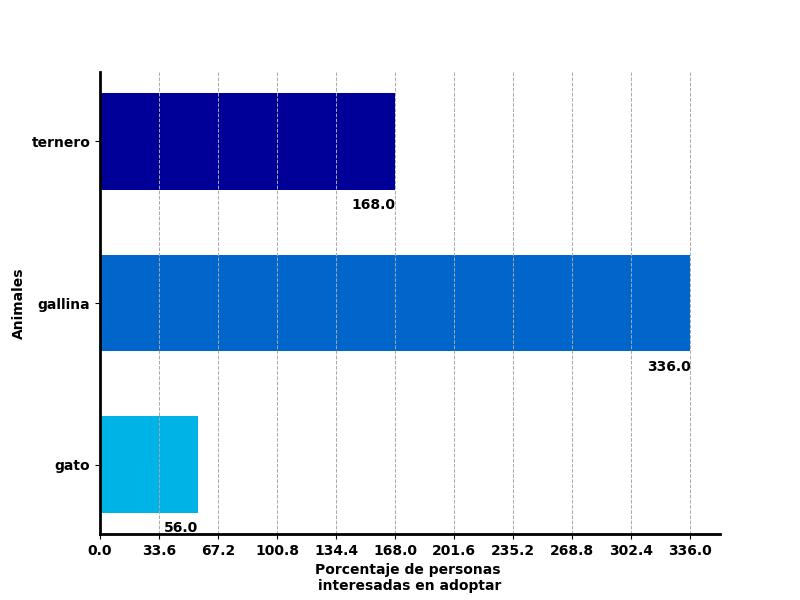 ternero
168.0
gallina
336.0
gato
56.0
Animales
0.0 33.6 67.2 100.8 134.4 168.0 201.6 235.2 268.8 302.4 336.0
Porcentaje de personas
interesadas en adoptar